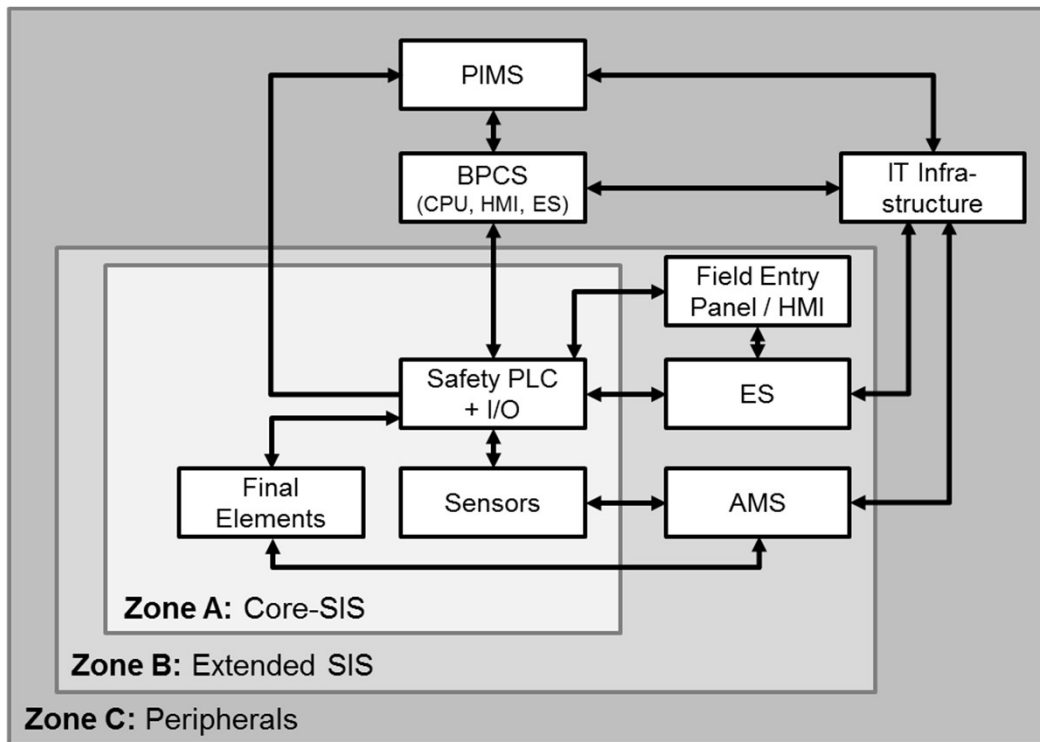 PIMS
BPCS
(CPU, HMI, ES)
IT Infra-
structure
Field Entry
Panel / HMI
Safety PLC
+ I/O
ES
Final
Elements
Sensors
AMS
Zone A: Core-SIS
Zone B: Extended SIS
Zone C: Peripherals